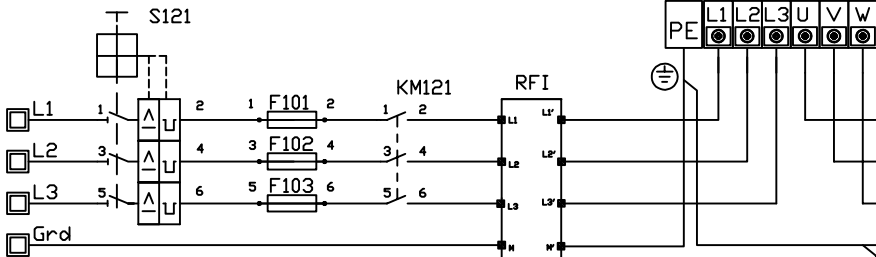 S121
PE L1 L2 L3 U V W
KM121
RFI
L1 1 2 1 F101 2 1 2 L1 L1'
L2 3 4 3 F102 4 3 4 L2 L2'
L3 5 6 5 F103 6 5 6 L3 L3'
Grd N N'